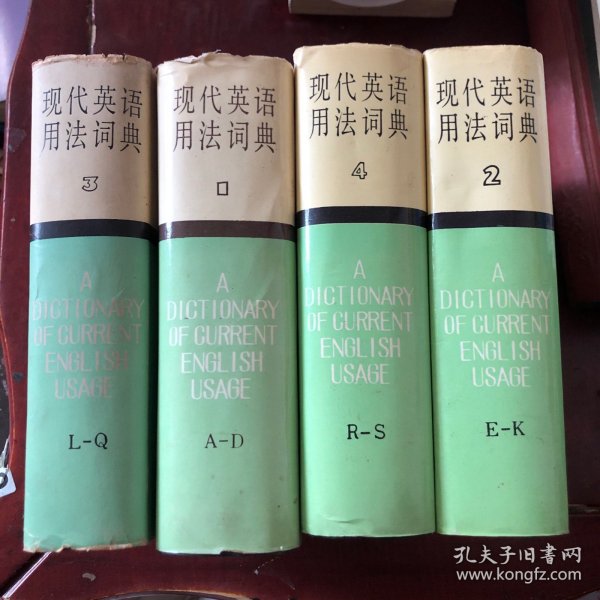 现代英语
用法词典
3
A
DICTIONARY
OF CURRENT
ENGLISH
USAGE
L-Q
现代英语
用法词典
1
A
DICTIONARY
OF CURRENT
ENGLISH
USAGE
A-D
现代英语
用法词典
4
A
DICTIONARY
OF CURRENT
ENGLISH
USAGE
R-S
现代英语
用法词典
2
A
DICTIONARY
OF CURRENT
ENGLISH
USAGE
E-K
孔夫子旧书网
www.kongfz.com